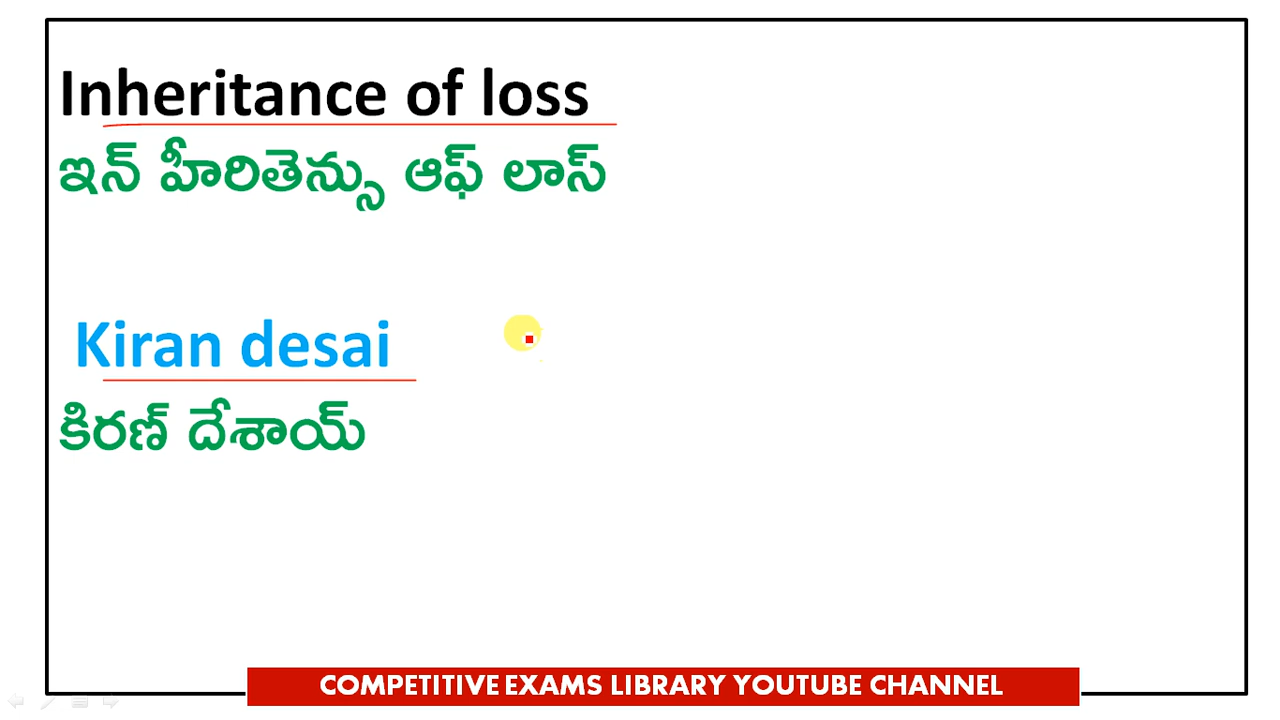 Inheritance of loss
ఇన్ హీరితెన్సు ఆఫ్ లాస్
Kiran desai
కిరణ్ దేశాయ్
COMPETITIVE EXAMS LIBRARY YOUTUBE CHANNEL